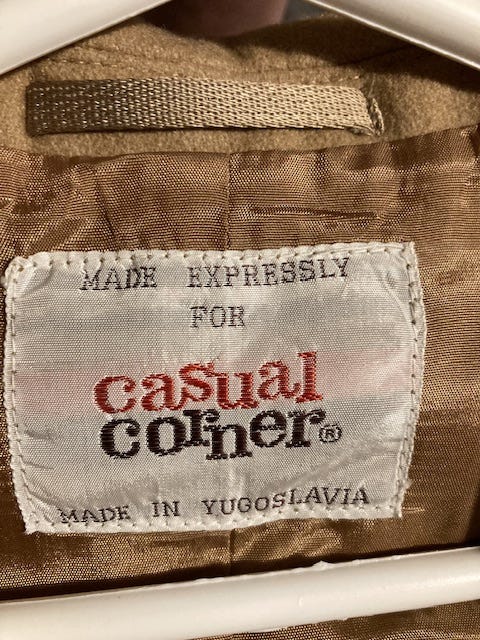 MADE EXPRESSLY
FOR
casual
corner®
MADE IN YUGOSLAVIA